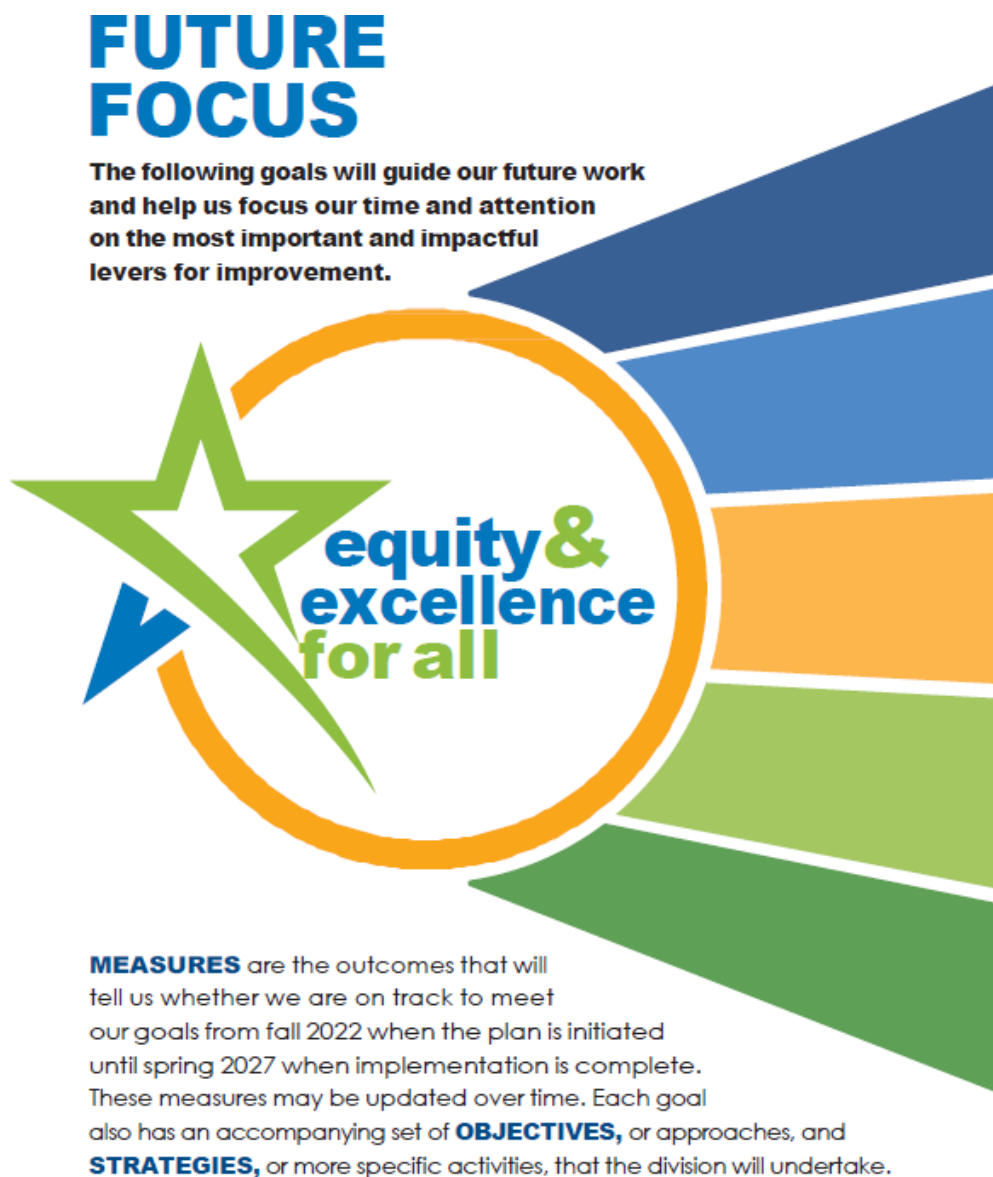 FUTURE
FOCUS
The following goals will guide our future work
and help us focus our time and attention
on the most important and impactful
levers for improvement.
equity&
excellence
for all
MEASURES are the outcomes that will
tell us whether we are on track to meet
our goals from fall 2022 when the plan is initiated
until spring 2027 when implementation is complete.
These measures may be updated over time. Each goal
also has an accompanying set of OBJECTIVES, or approaches, and
STRATEGIES, or more specific activities, that the division will undertake.